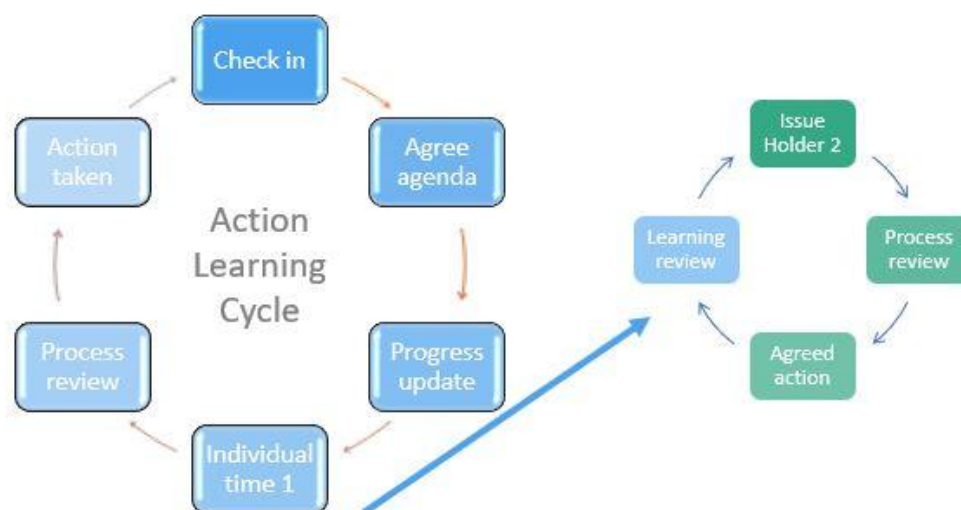 Check in
Agree
agenda
Progress
update
Individual
time 1
Process
review
Action
taken
Action
Learning
Cycle
Issue
Holder 2
Process
review
Agreed
action
Learning
review